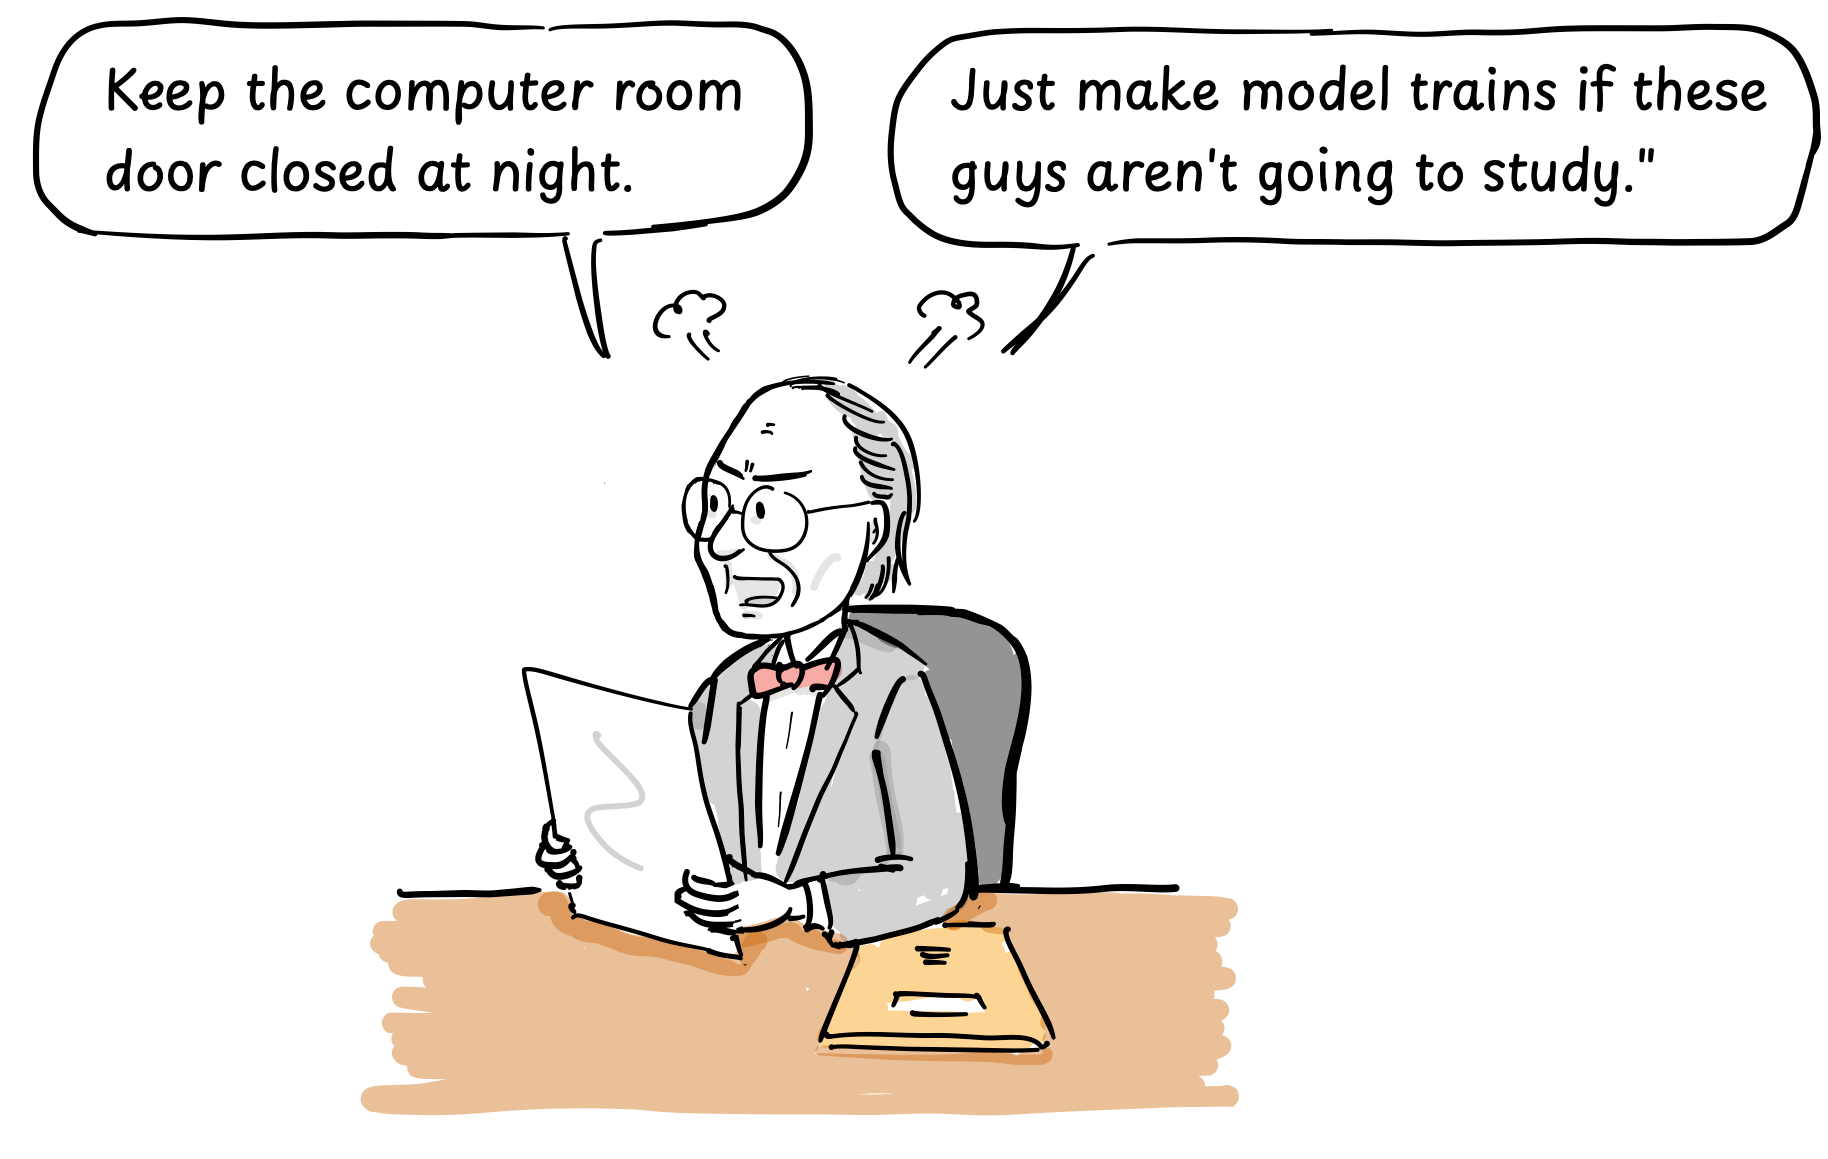 Keep the computer room
door closed at night.
Just make model trains if these
guys aren't going to study."